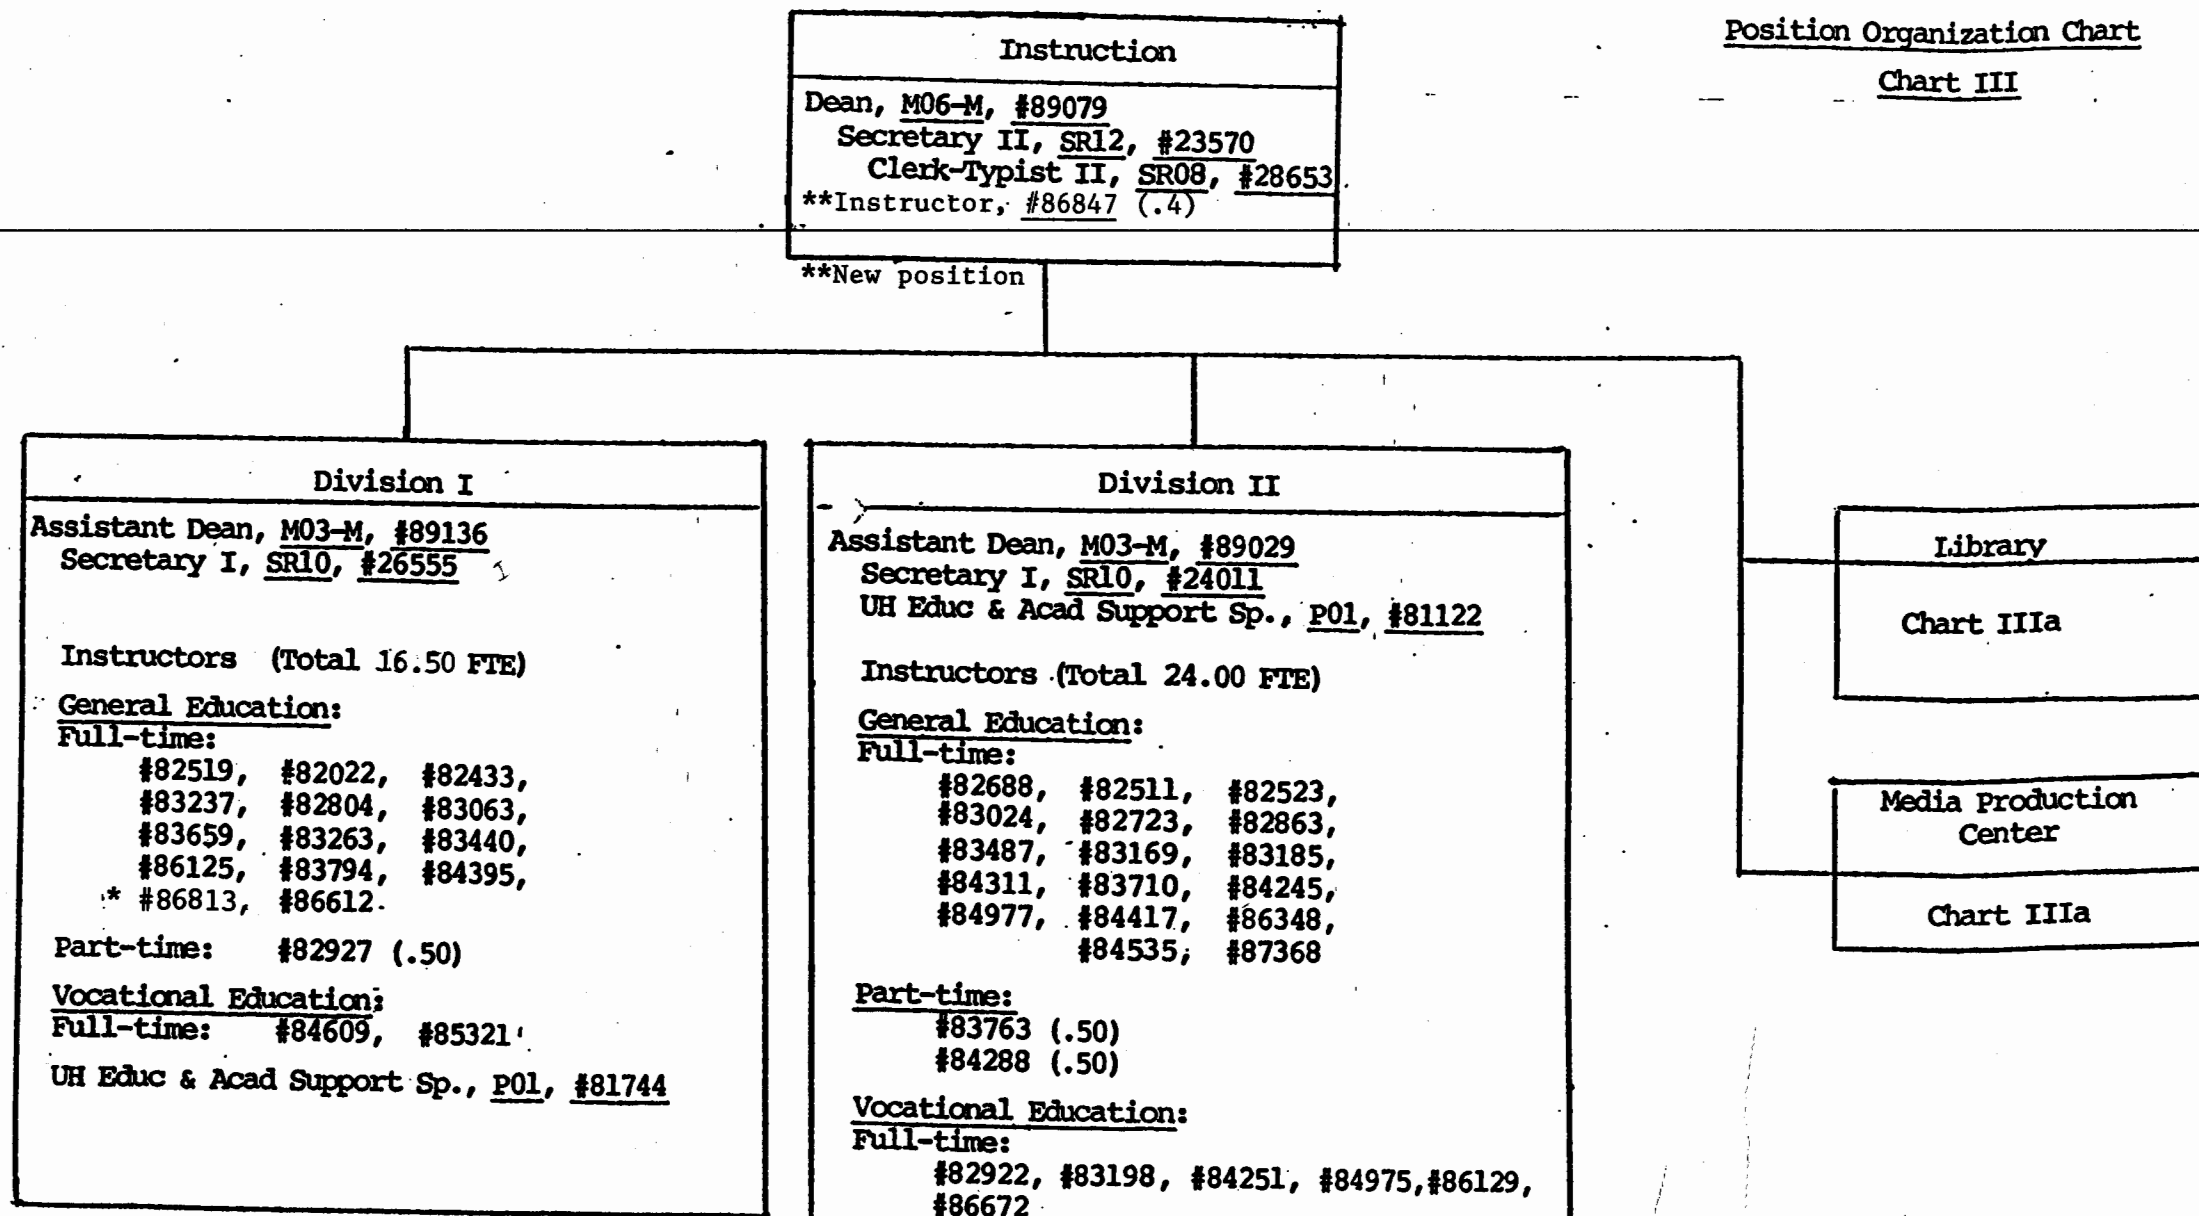 Position Organization Chart
Chart III
Instruction
Dean, M06-M, #89079
Secretary II, SR12, #23570
Clerk-Typist II, SR08, #28653
**Instructor, #86847 (.4)
**New position
Division I
Assistant Dean, M03-M, #89136
Secretary I, SR10, #26555
Instructors (Total 16.50 FTE)
General Education:
Full-time:
#82519, #82022, #82433,
#83237, #82804, #83063,
#83659, #83263, #83440,
#86125, #83794, #84395,
* #86813, #86612
Part-time: #82927 (.50)
Vocational Education:
Full-time: #84609, #85321
UH Educ & Acad Support Sp., P01, #81744
Division II
Assistant Dean, M03-M, #89029
Secretary I, SR10, #24011
UH Educ & Acad Support Sp., P01, #81122
Instructors (Total 24.00 FTE)
General Education:
Full-time:
#82688, #82511, #82523,
#83024, #82723, #82863,
#83487, #83169, #83185,
#84311, #83710, #84245,
#84977, #84417, #86348,
#84535, #87368
Part-time:
#83763 (.50)
#84288 (.50)
Vocational Education:
Full-time:
#82922, #83198, #84251, #84975,#86129,
#86672
Library
Chart IIIa
Media Production
Center
Chart IIIa